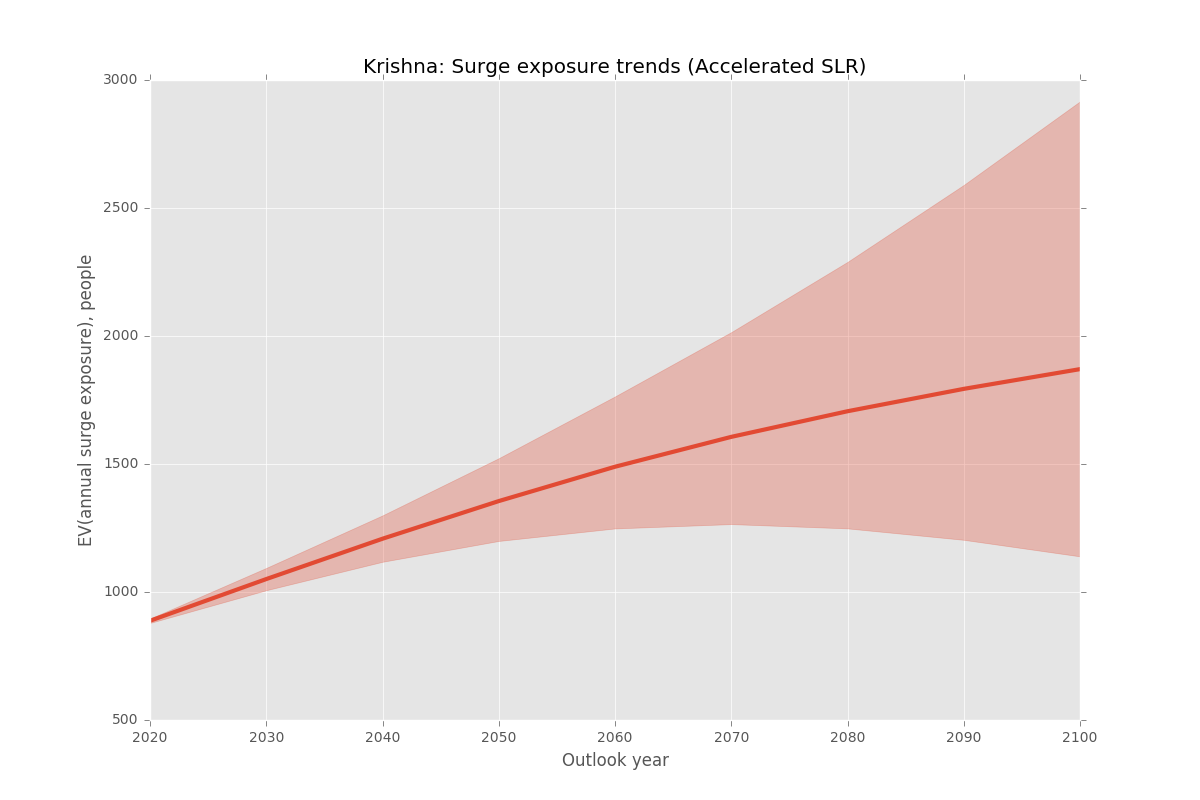 Krishna: Surge exposure trends (Accelerated SLR)
3000
2500
2000
1500
1000
500
EV(annual surge exposure), people
2020 2030 2040 2050 2060 2070 2080 2090 2100
Outlook year